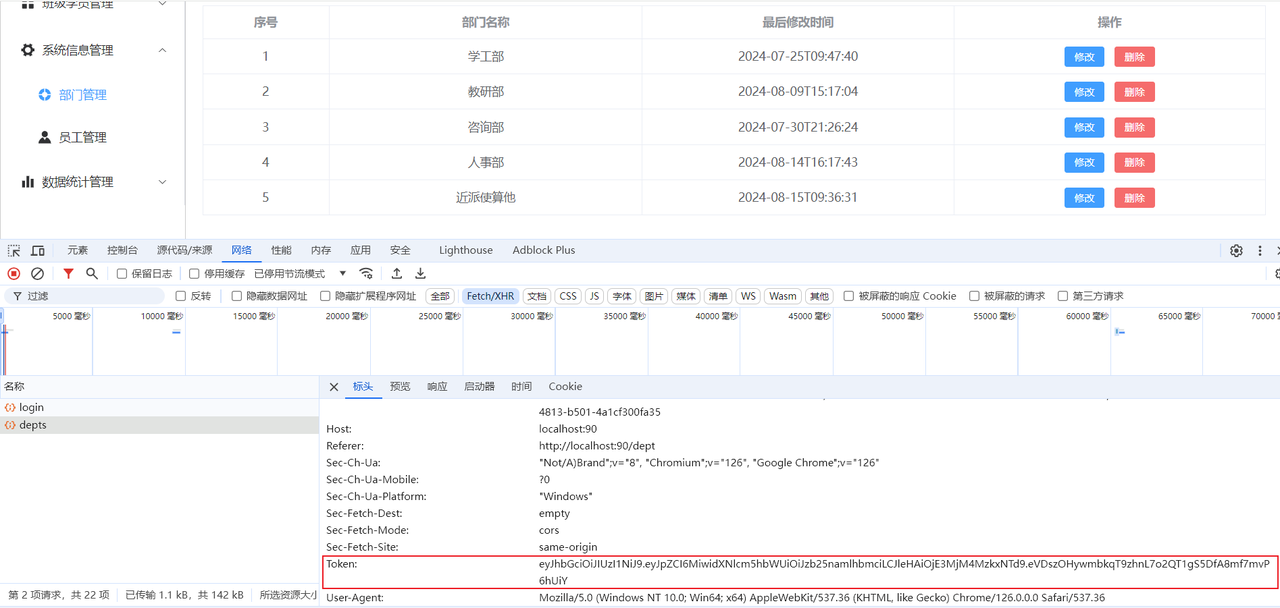 班级学员管理
序号 部门名称 最后修改时间 操作
系统信息管理
1 学工部 2024-07-25T09:47:40 修改 删除
部门管理
2 教研部 2024-08-09T15:17:04 修改 删除
员工管理
3 咨询部 2024-07-30T21:26:24 修改 删除
4 人事部 2024-08-14T16:17:43 修改 删除
数据统计管理
5 近派使算他 2024-08-15T09:36:31 修改 删除
元素 控制台 源代码/来源 网络 性能 内存 应用 安全 Lighthouse Adblock Plus
保留日志 停用缓存 已停用节流模式
过滤 反转 隐藏数据网址 隐藏扩展程序网址 全部 Fetch/XHR 文档 CSS JS 字体 图片 媒体 清单 WS Wasm 其他 被屏蔽的响应 Cookie 被屏蔽的请求 第三方请求
5000 毫秒 10000 毫秒 15000 毫秒 20000 毫秒 25000 毫秒 30000 毫秒 35000 毫秒 40000 毫秒 45000 毫秒 50000 毫秒 55000 毫秒 60000 毫秒 65000 毫秒 70000
名称 标头 预览 响应 启动器 时间 Cookie
login
depts
4813-b501-4a1cf300fa35
Host: localhost:90
Referer: http://localhost:90/dept
Sec-Ch-Ua: "Not/A)Brand";v="8", "Chromium";v="126", "Google Chrome";v="126"
Sec-Ch-Ua-Mobile: ?0
Sec-Ch-Ua-Platform: "Windows"
Sec-Fetch-Dest: empty
Sec-Fetch-Mode: cors
Sec-Fetch-Site: same-origin
Token: eyJhbGciOiJIUzI1NiJ9.eyJpZCI6MiwidXNlcm5hbWUiOiJzb25namlhbmciLCJleHAiOjE3MjM4MzkxNTd9.eVDszOHywmbkqT9zhnL7o2QT1gS5DfA8mf7mvP
6hUiY
User-Agent: Mozilla/5.0 (Windows NT 10.0; Win64; x64) AppleWebKit/537.36 (KHTML, like Gecko) Chrome/126.0.0.0 Safari/537.36
第 2 项请求，共 22 项 已传输 1.1 kB，共 142 kB 所选资源大小